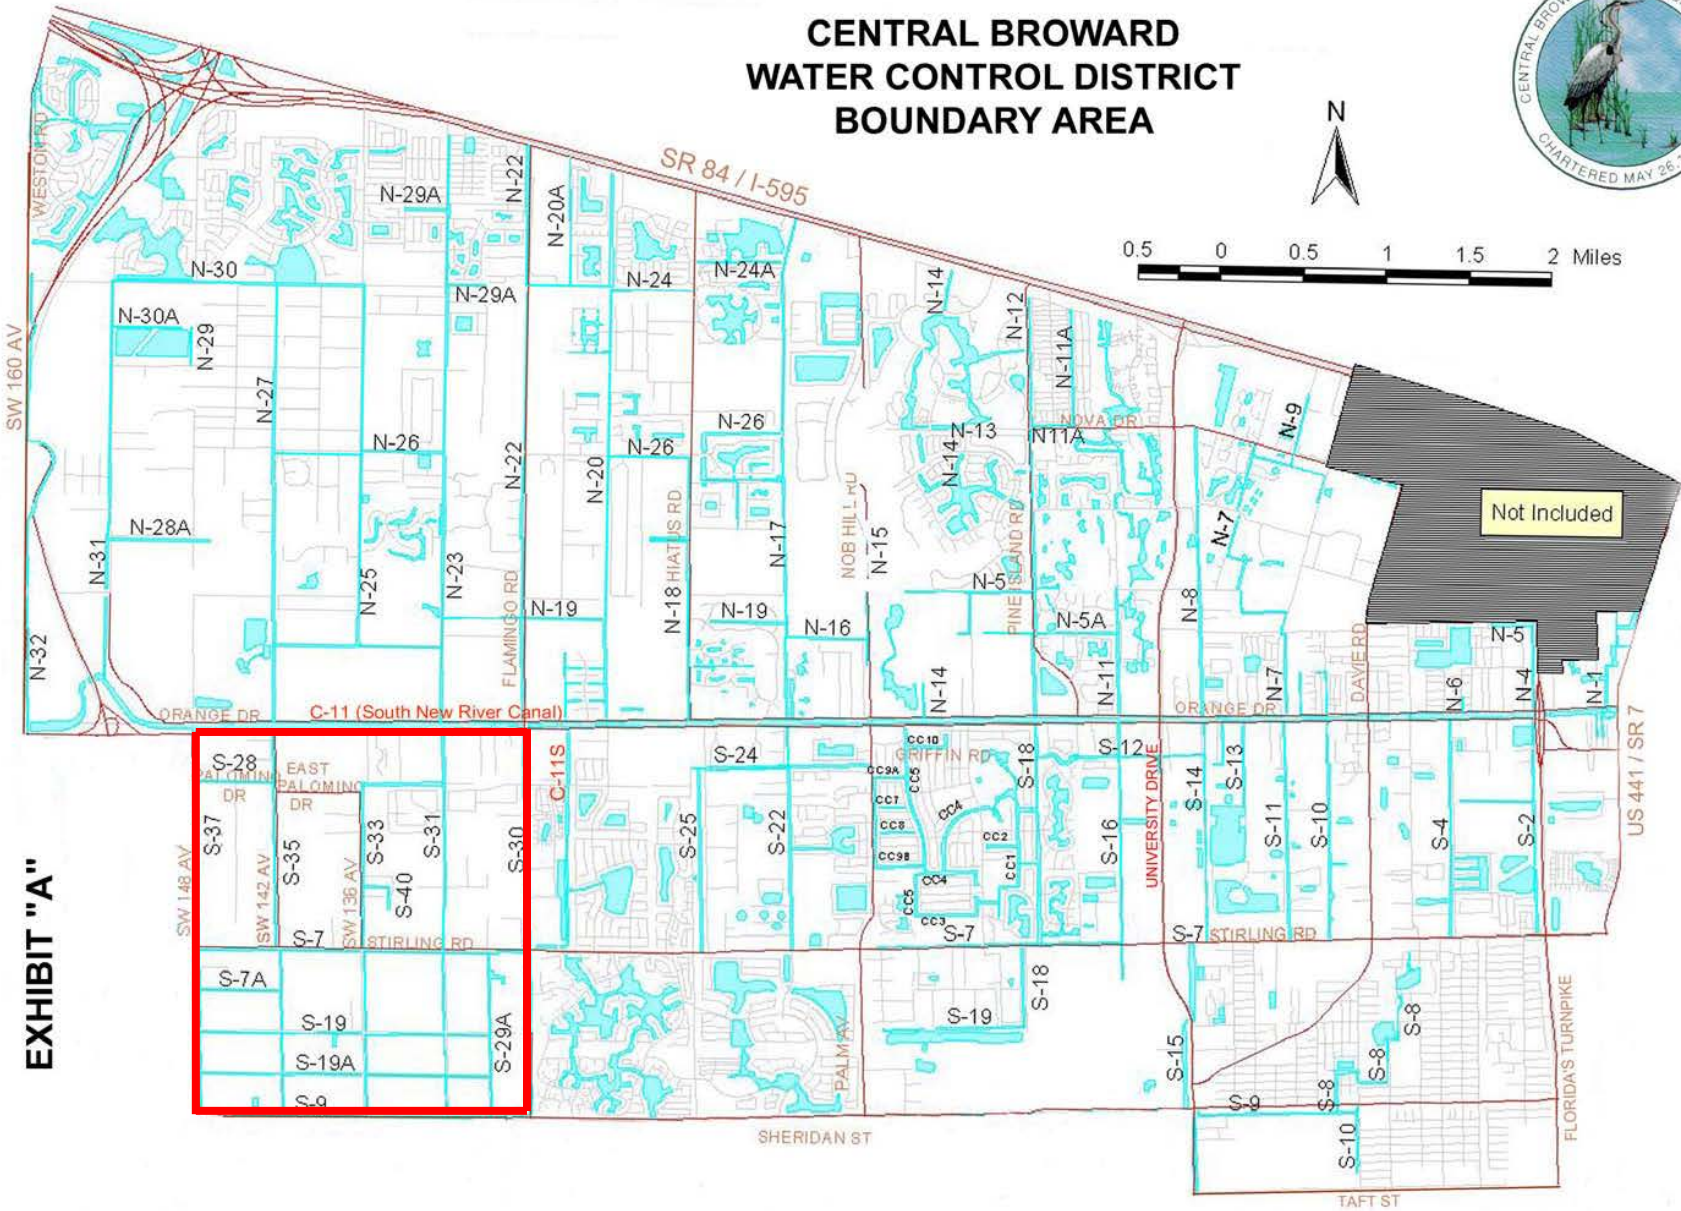 CENTRAL BROWARD
WATER CONTROL DISTRICT
BOUNDARY AREA
CENTRAL BROW
CHARTERED MAY 26,
N
0.5 0 0.5 1 1.5 2 Miles
SR 84 / I-595
WESTON RD
SW 160 AV
N-29A
N-22
N-20A
N-30
N-29A
N-24
N-24A
N-14
N-12
N-30A
N-29
N-27
N-11A
N-26
N-22
N-20
N-26
N-26
N-13
N-14
NOVA DR
N11A
N-9
Not Included
N-28A
N-31
N-25
N-23
FLAMINGO RD
N-18
HIATUS RD
N-17
NOB HILL RD
N-15
PINE ISLAND RD
N-7
N-8
N-5
N-19
N-19
N-16
N-5A
N-5
N-32
N-14
N-11
N-7
DAVIE RD
N-6
N-4
N-1
ORANGE DR
C-11 (South New River Canal)
ORANGE DR
US 441 / SR 7
S-28
PALOMINO
DR
EAST
PALOMINO
DR
C-11S
S-24
CC10
GRIFFIN RD
S-18
S-12
UNIVERSITY DRIVE
S-14
S-13
CC9A
CC5
CC7
CC4
CC8
CC2
CC9B
CC1
CC4
CC5
CC3
S-37
S-35
S-33
S-31
S-30
S-40
S-25
S-22
S-16
S-11
S-10
S-4
S-2
SW 148 AV
SW 142 AV
SW 136 AV
S-7
STIRLING RD
S-7
S-7
STIRLING RD
EXHIBIT "A"
S-7A
S-19
S-19A
S-29A
S-9
PALM AV
S-19
S-18
S-15
S-8
S-8
S-8
S-9
S-10
FLORIDA'S TURNPIKE
SHERIDAN ST
TAFT ST